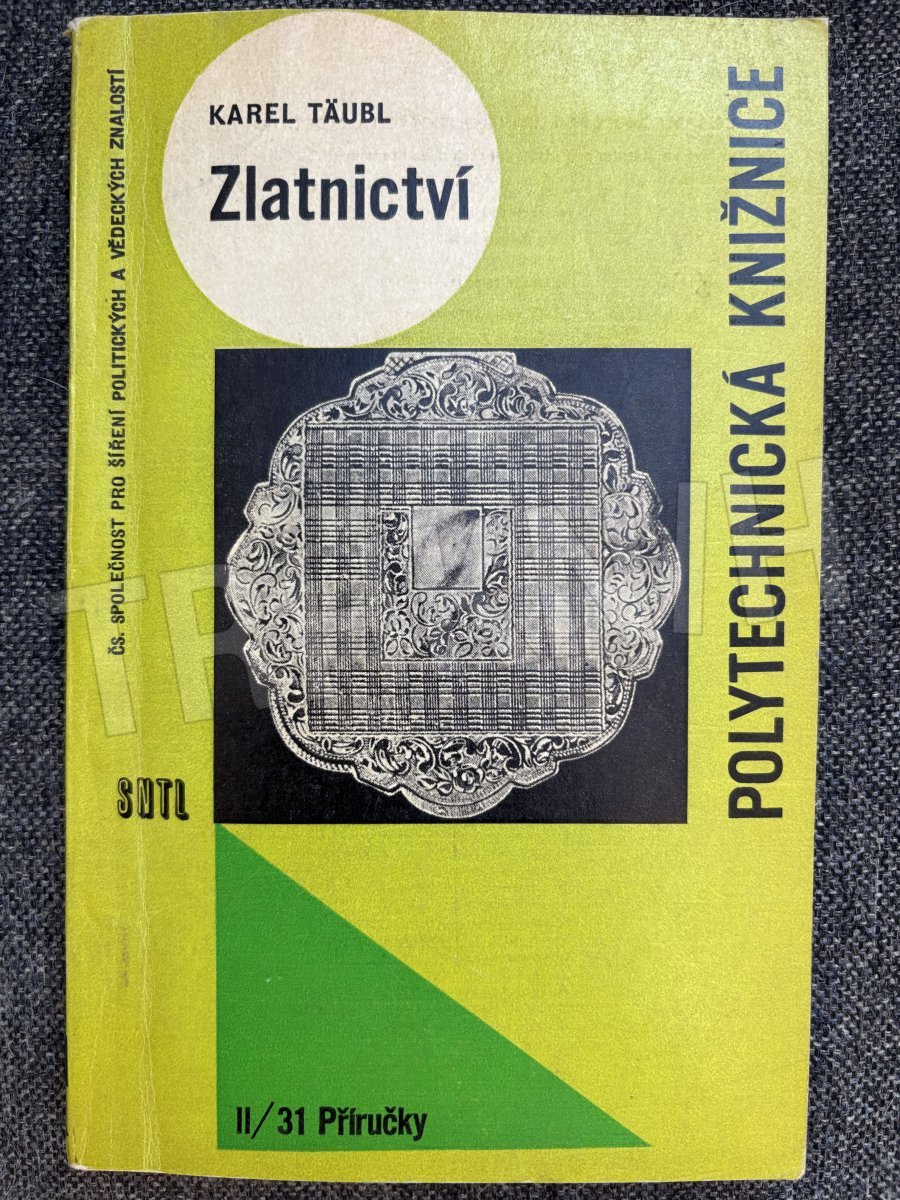 KAREL TÄUBL
Zlatnictví
ČS. SPOLEČNOST PRO ŠÍŘENÍ POLITICKÝCH A VĚDECKÝCH ZNALOSTÍ
POLYTECHNICKÁ KNIŽNICE
SNTL
II/31 Příručky